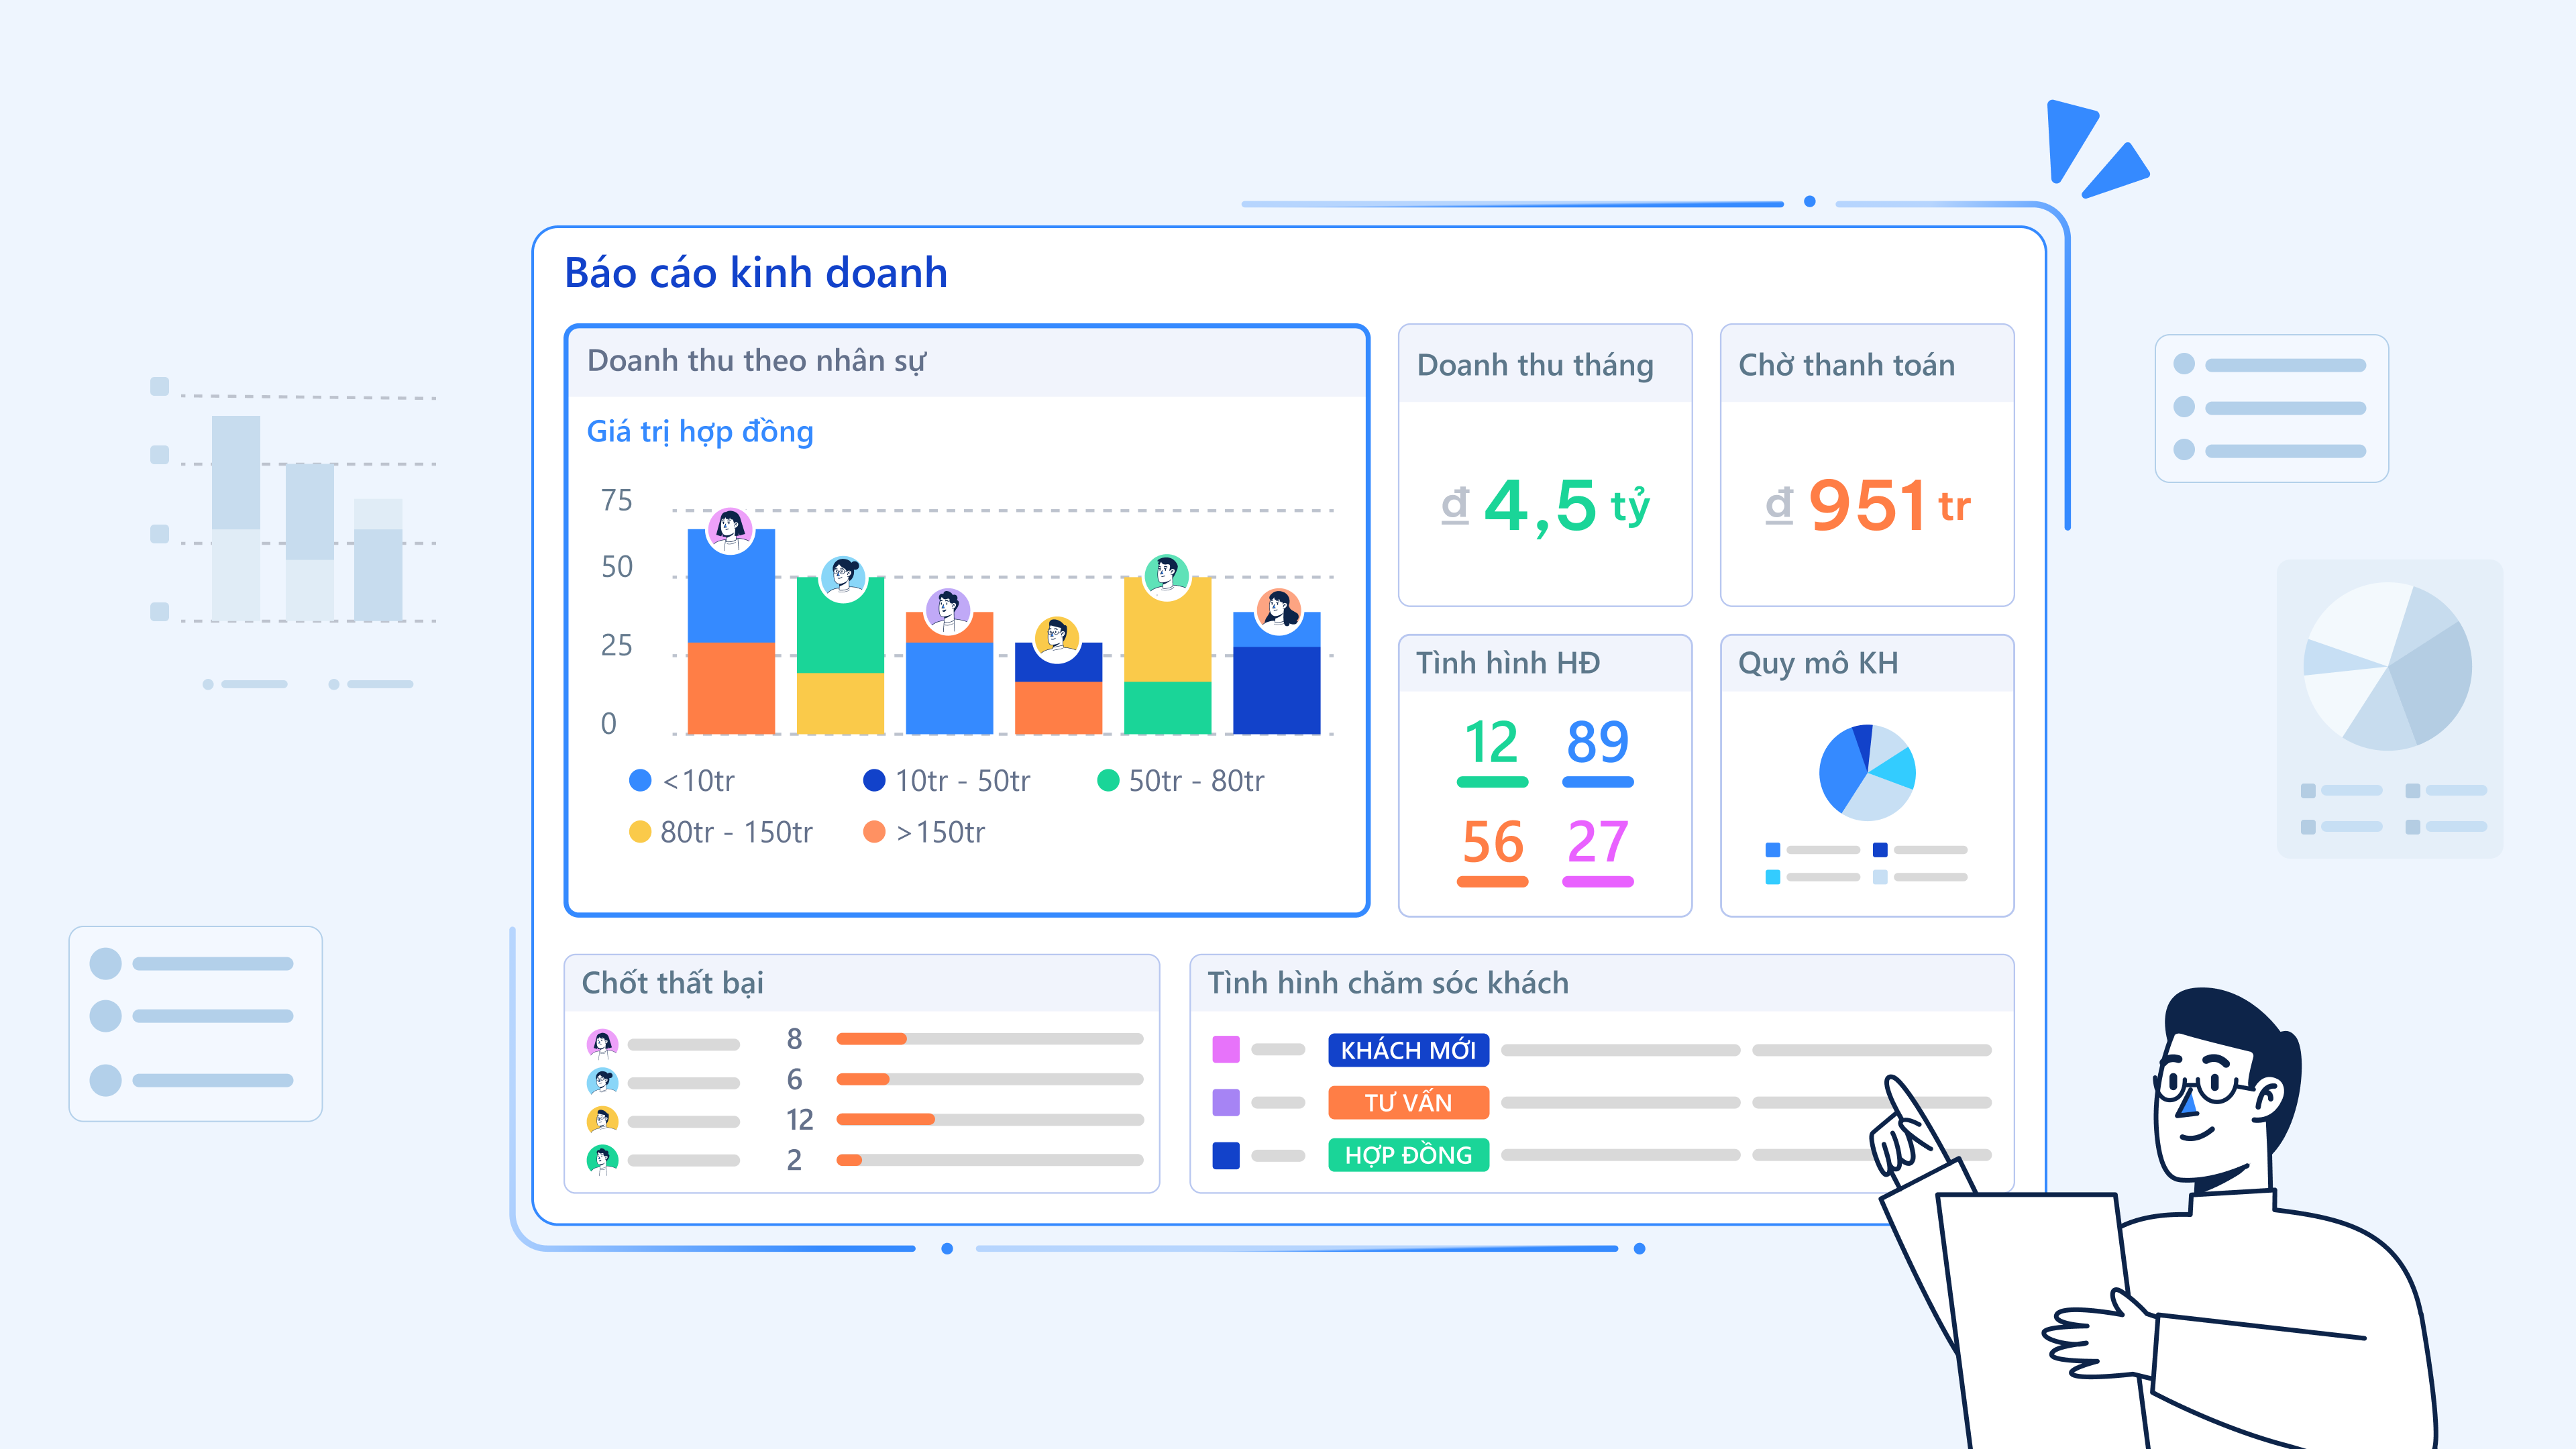 Báo cáo kinh doanh
Doanh thu theo nhân sự
Giá trị hợp đồng
75
50
25
0
<10tr
10tr - 50tr
50tr - 80tr
80tr - 150tr
>150tr
Doanh thu tháng
đ 4,5 tỷ
Chờ thanh toán
đ 951 tr
Tình hình HĐ
12 89
56 27
Quy mô KH
Chốt thất bại
8
6
12
2
Tình hình chăm sóc khách
KHÁCH MỚI
TƯ VẤN
HỢP ĐỒNG